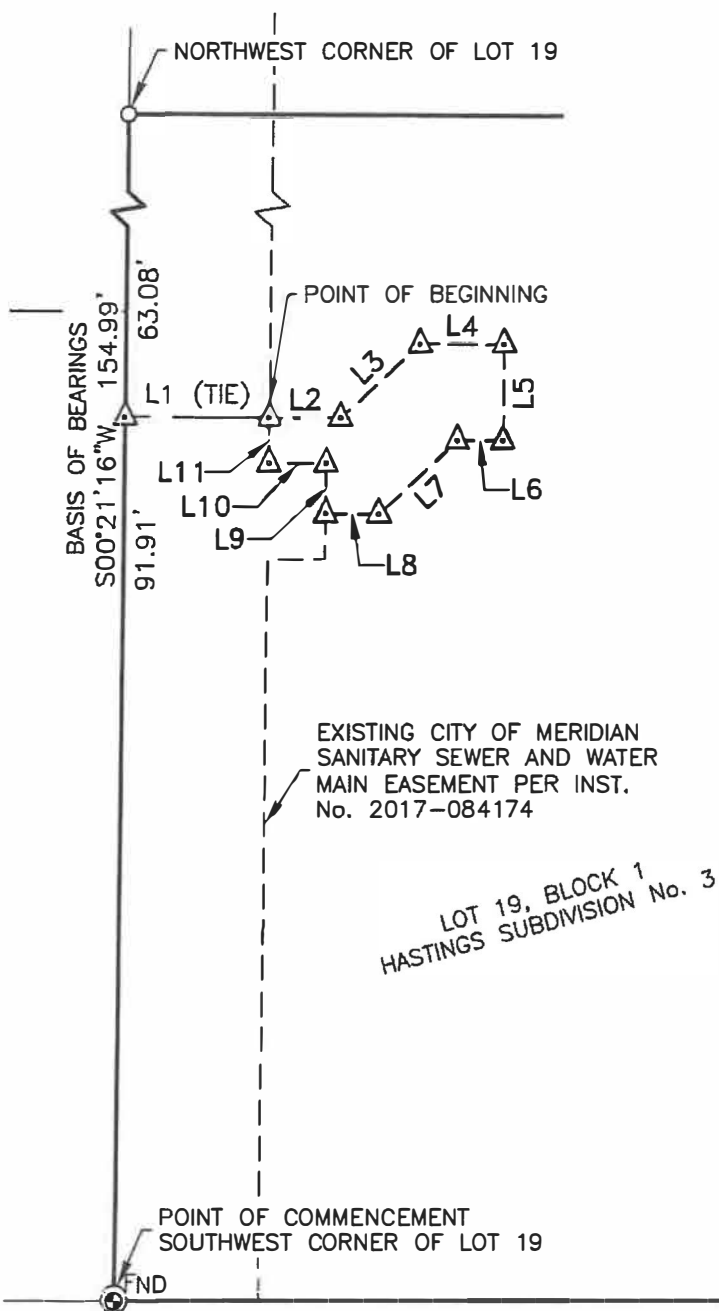 NORTHWEST CORNER OF LOT 19
BASIS OF BEARINGS
S00°21'16"W 154.99'
63.08'
91.91'
POINT OF BEGINNING
L1 (TIE)
L2
L3
L4
L5
L6
L7
L8
L9
L10
L11
EXISTING CITY OF MERIDIAN
SANITARY SEWER AND WATER
MAIN EASEMENT PER INST.
No. 2017-084174
LOT 19, BLOCK 1
HASTINGS SUBDIVISION No. 3
POINT OF COMMENCEMENT
SOUTHWEST CORNER OF LOT 19
FND